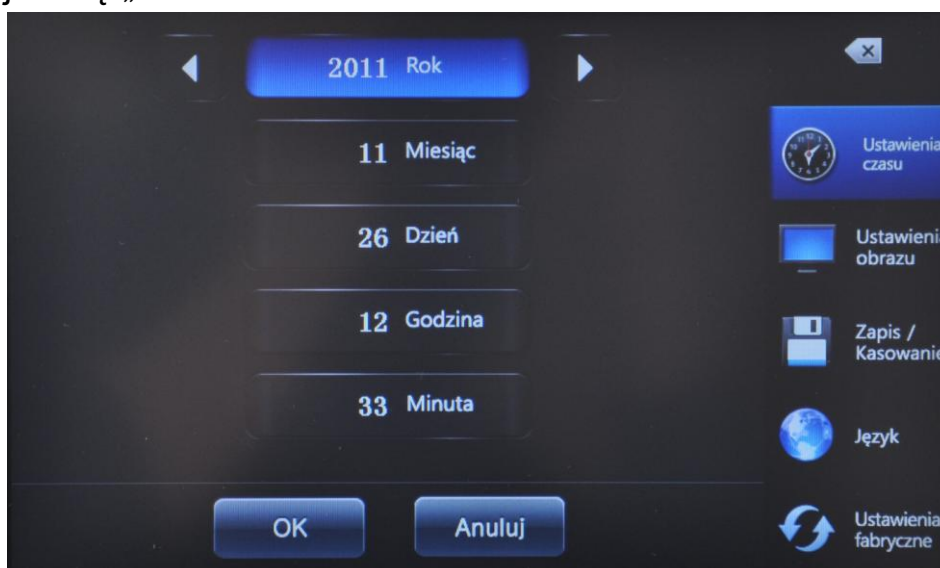 2011 Rok
11 Miesiąc
26 Dzień
12 Godzina
33 Minuta
OK
Anuluj
Ustawienia
czasu
Ustawienia
obrazu
Zapis /
Kasowanie
Język
Ustawienia
fabryczne